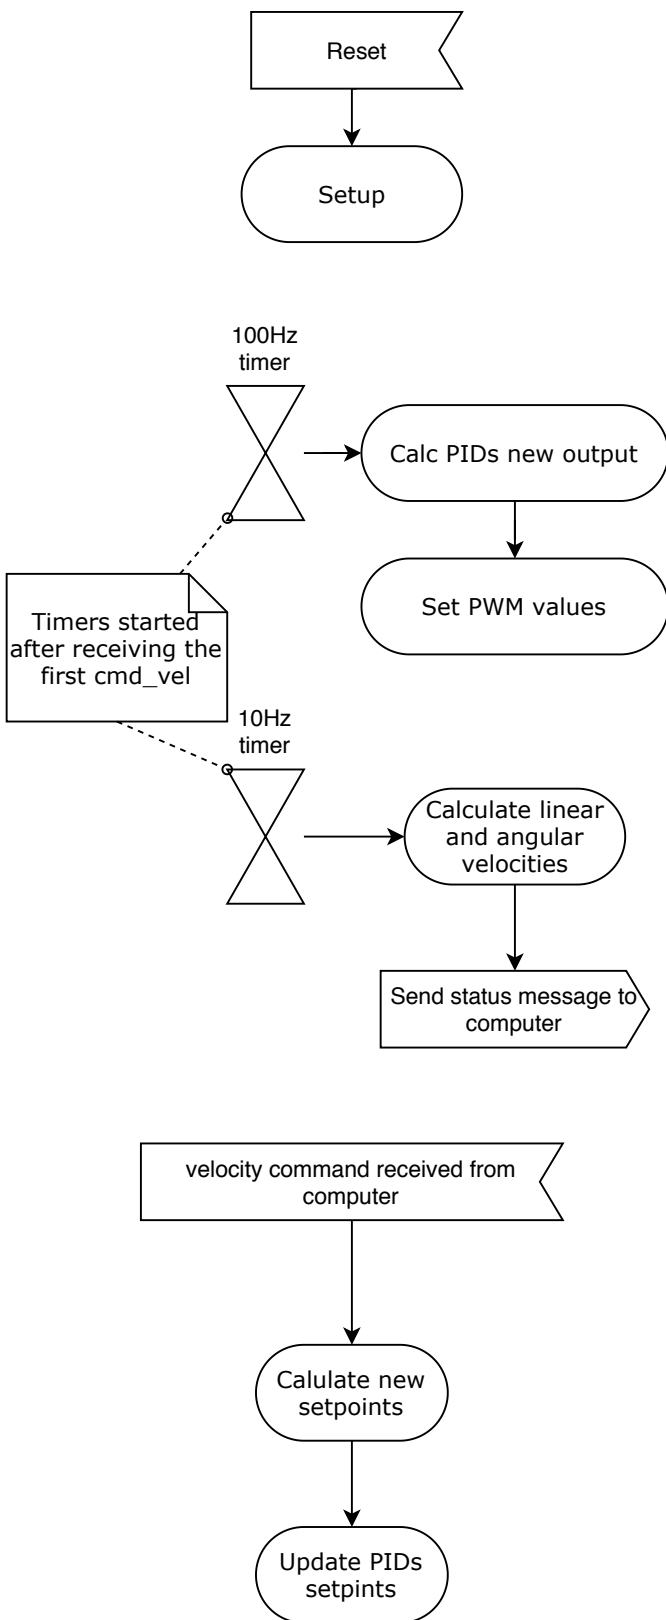 Reset
Setup
100Hz
timer
Calc PIDs new output
Set PWM values
Timers started
after receiving the
first cmd_vel
10Hz
timer
Calculate linear
and angular
velocities
Send status message to
computer
velocity command received from
computer
Calulate new
setpoints
Update PIDs
setpints